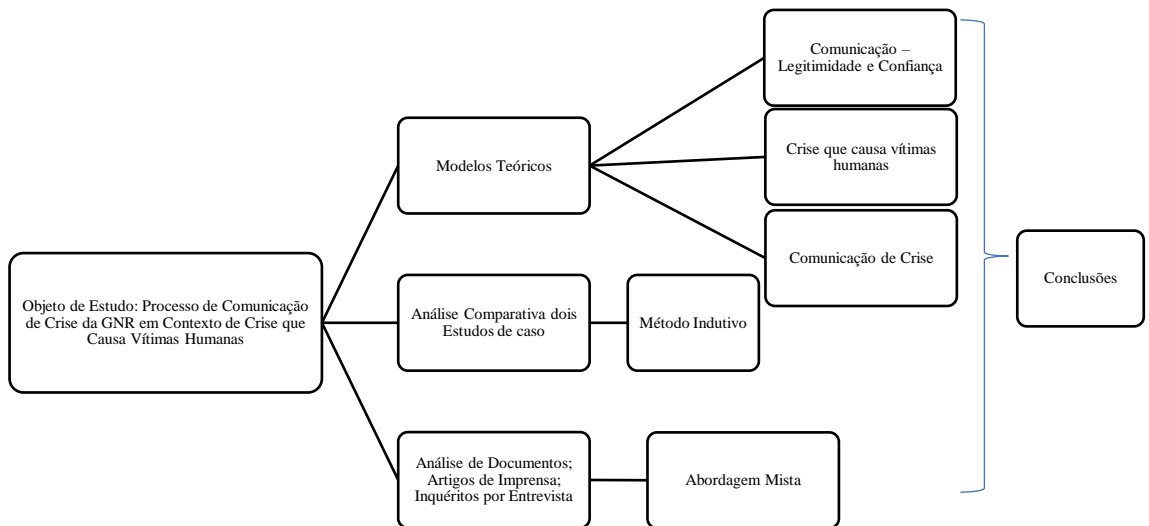 Objeto de Estudo: Processo de Comunicação
de Crise da GNR em Contexto de Crise que
Causa Vítimas Humanas
Modelos Teóricos
Comunicação –
Legitimidade e Confiança
Crise que causa vítimas
humanas
Comunicação de Crise
Análise Comparativa dois
Estudos de caso
Método Indutivo
Análise de Documentos;
Artigos de Imprensa;
Inquéritos por Entrevista
Abordagem Mista
Conclusões